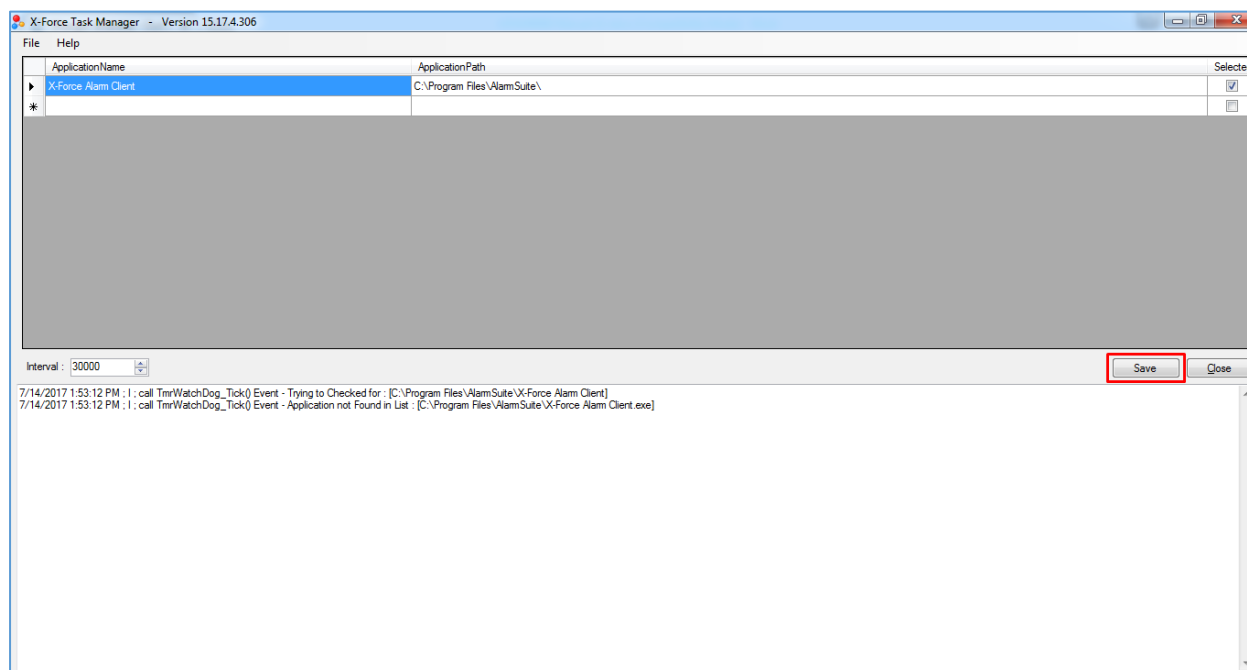 X-Force Task Manager - Version 15.17.4.306
File Help
ApplicationName ApplicationPath Selecte
X-Force Alarm Client C:\Program Files\AlarmSuite\
Interval : 30000 Save Close
7/14/2017 1:53:12 PM ; I ; call TmrWatchDog_Tick() Event - Trying to Checked for : [C:\Program Files\AlarmSuite\X-Force Alarm Client]
7/14/2017 1:53:12 PM ; I ; call TmrWatchDog_Tick() Event - Application not Found in List : [C:\Program Files\AlarmSuite\X-Force Alarm Client.exe]